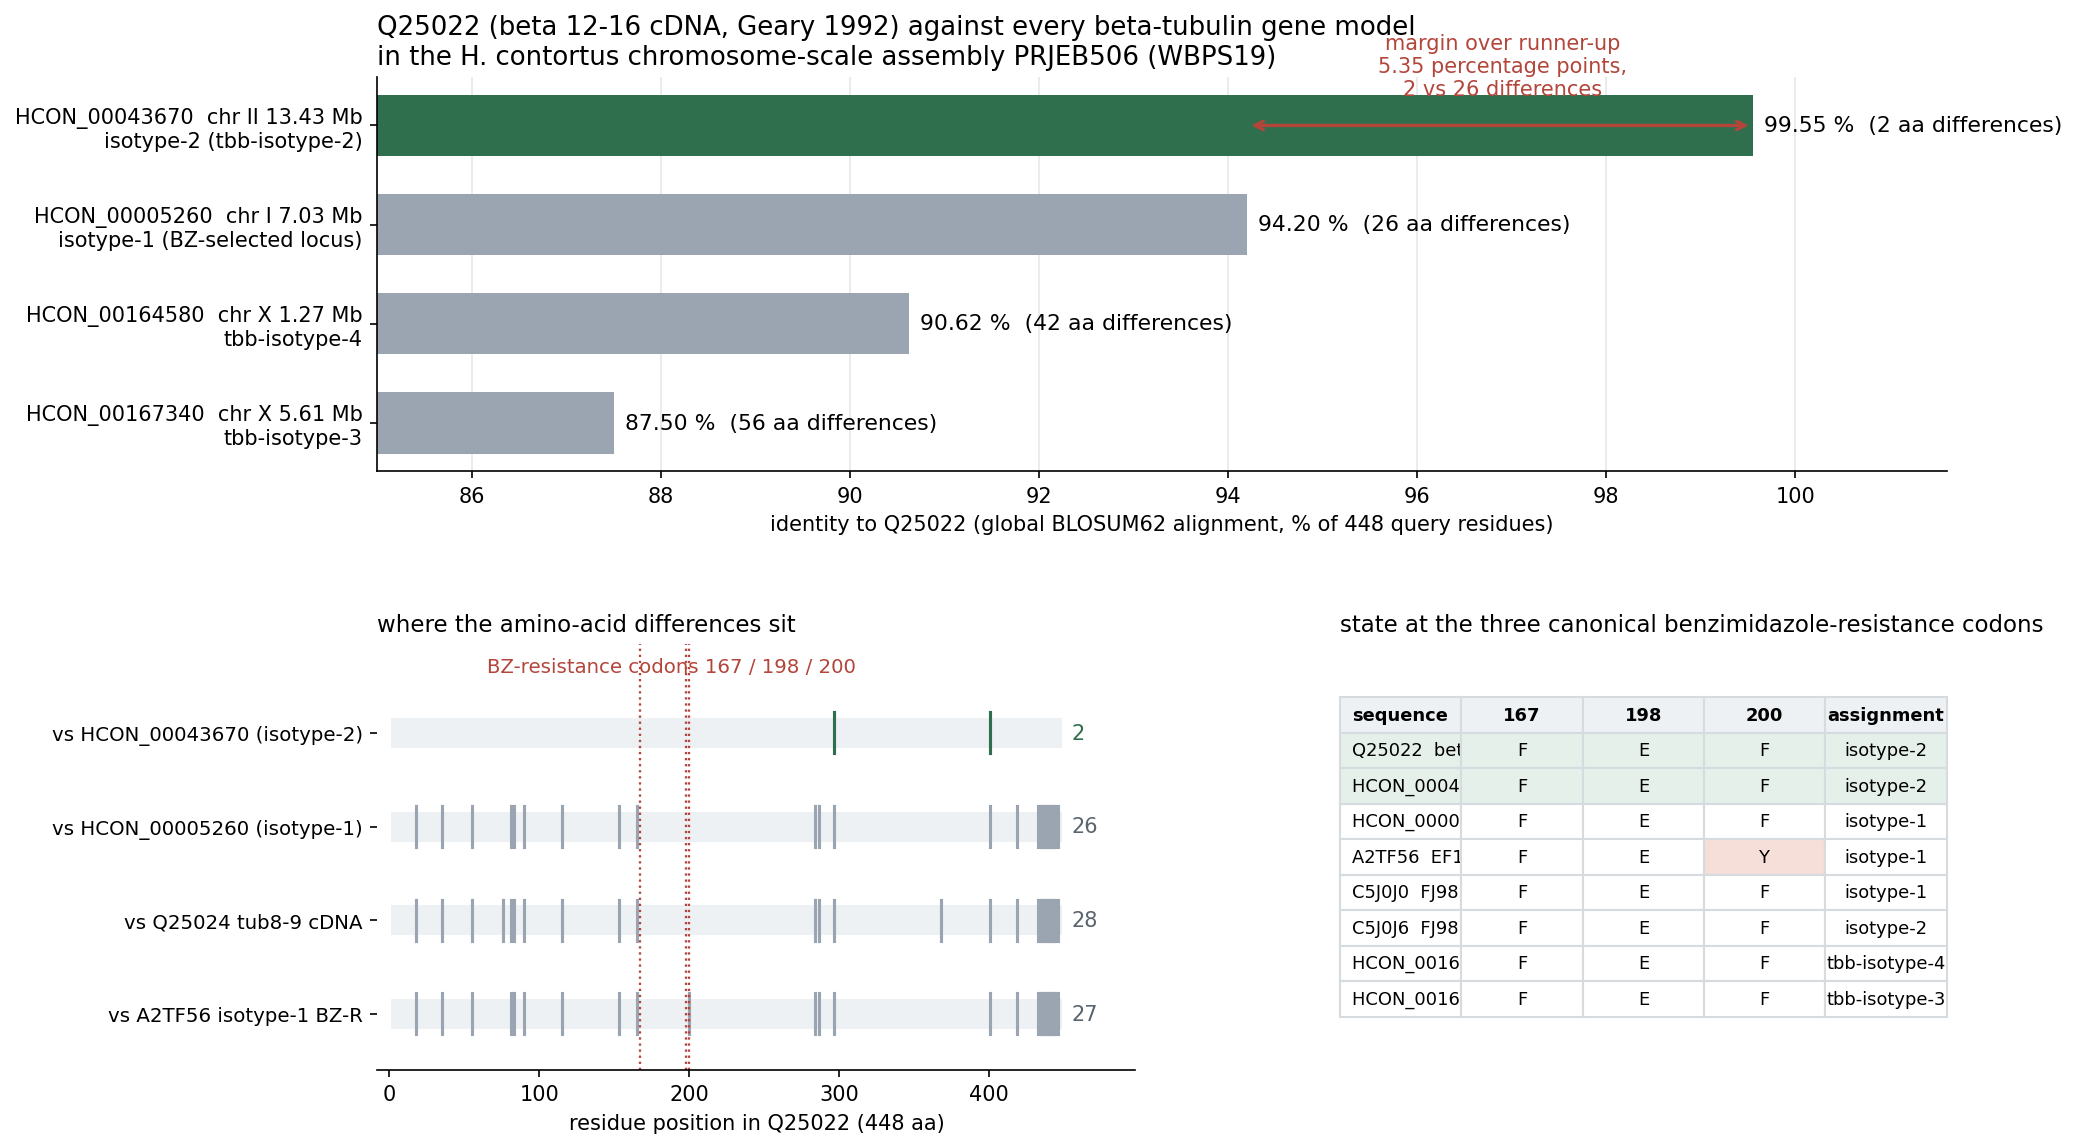 Q25022 (beta 12-16 cDNA, Geary 1992) against every beta-tubulin gene model
in the H. contortus chromosome-scale assembly PRJEB506 (WBPS19)
margin over runner-up
5.35 percentage points,
2 vs 26 differences
HCON_00043670  chr II 13.43 Mb
isotype-2 (tbb-isotype-2)
99.55 %  (2 aa differences)
HCON_00005260  chr I 7.03 Mb
isotype-1 (BZ-selected locus)
94.20 %  (26 aa differences)
HCON_00164580  chr X 1.27 Mb
tbb-isotype-4
90.62 %  (42 aa differences)
HCON_00167340  chr X 5.61 Mb
tbb-isotype-3
87.50 %  (56 aa differences)
86 88 90 92 94 96 98 100
identity to Q25022 (global BLOSUM62 alignment, % of 448 query residues)
where the amino-acid differences sit
BZ-resistance codons 167 / 198 / 200
vs HCON_00043670 (isotype-2) 2
vs HCON_00005260 (isotype-1) 26
vs Q25024 tub8-9 cDNA 28
vs A2TF56 isotype-1 BZ-R 27
0 100 200 300 400
residue position in Q25022 (448 aa)
state at the three canonical benzimidazole-resistance codons
sequence 167 198 200 assignment
Q25022  bet F E F isotype-2
HCON_0004 F E F isotype-2
HCON_0000 F E F isotype-1
A2TF56  EF1 F E Y isotype-1
C5J0J0  FJ98 F E F isotype-1
C5J0J6  FJ98 F E F isotype-2
HCON_0016 F E F tbb-isotype-4
HCON_0016 F E F tbb-isotype-3